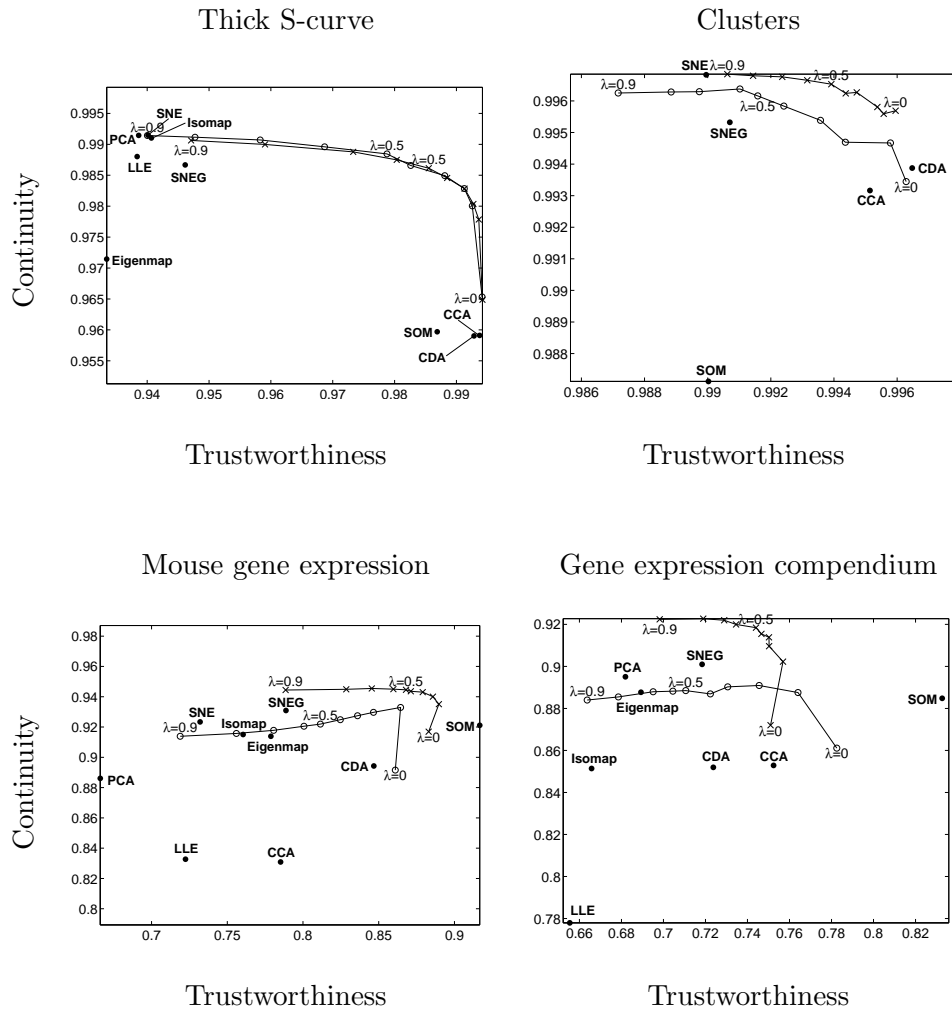 Thick S-curve
Clusters
Continuity
0.995
0.99
0.985
0.98
0.975
0.97
0.965
0.96
0.955
λ=0.9
SNE
PCA
Isomap
λ=0.9
LLE
SNEG
λ=0.5
λ=0.5
Eigenmap
λ=0
CCA
SOM
CDA
0.94
0.95
0.96
0.97
0.98
0.99
Trustworthiness
0.996
0.995
0.994
0.993
0.992
0.991
0.99
0.989
0.988
SNE
λ=0.9
λ=0.5
λ=0.9
λ=0.5
λ=0
SNEG
CDA
λ=0
CCA
SOM
0.986
0.988
0.99
0.992
0.994
0.996
Trustworthiness
Mouse gene expression
Gene expression compendium
Continuity
0.98
0.96
0.94
0.92
0.9
0.88
0.86
0.84
0.82
0.8
λ=0.9
λ=0.5
SNEG
SNE
λ=0.9
Isomap
λ=0.5
Eigenmap
SOM
λ=0
CDA
λ=0
PCA
LLE
CCA
0.7
0.75
0.8
0.85
0.9
Trustworthiness
0.92
0.9
0.88
0.86
0.84
0.82
0.8
0.78
λ=0.9
λ=0.5
SNEG
PCA
λ=0.9
λ=0.5
Eigenmap
SOM
λ=0
λ=0
Isomap
CDA
CCA
LLE
0.66
0.68
0.7
0.72
0.74
0.76
0.78
0.8
0.82
Trustworthiness